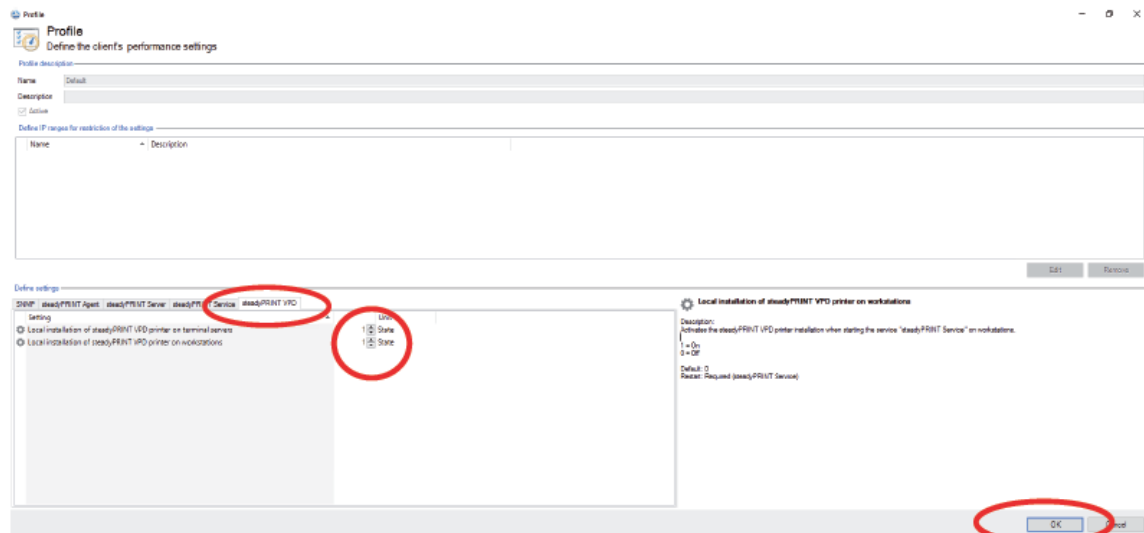 Profile
Profile
Define the client's performance settings
Profile description
Name Default
Description
Active
Define IP ranges for restriction of the settings
Name Description
Edit Remove
Define settings
SNMP steadyPRINT Agent steadyPRINT Server steadyPRINT Service steadyPRINT VPD
Setting Unit
Local installation of steadyPRINT VPD printer on terminal servers 1 State
Local installation of steadyPRINT VPD printer on workstations 1 State
Local installation of steadyPRINT VPD printer on workstations
Description:
Activates the steadyPRINT VPD printer installation when starting the service "steadyPRINT Service" on workstations.
1 = On
0 = Off
Default: 0
Restart: Required (steadyPRINT Service)
OK Cancel